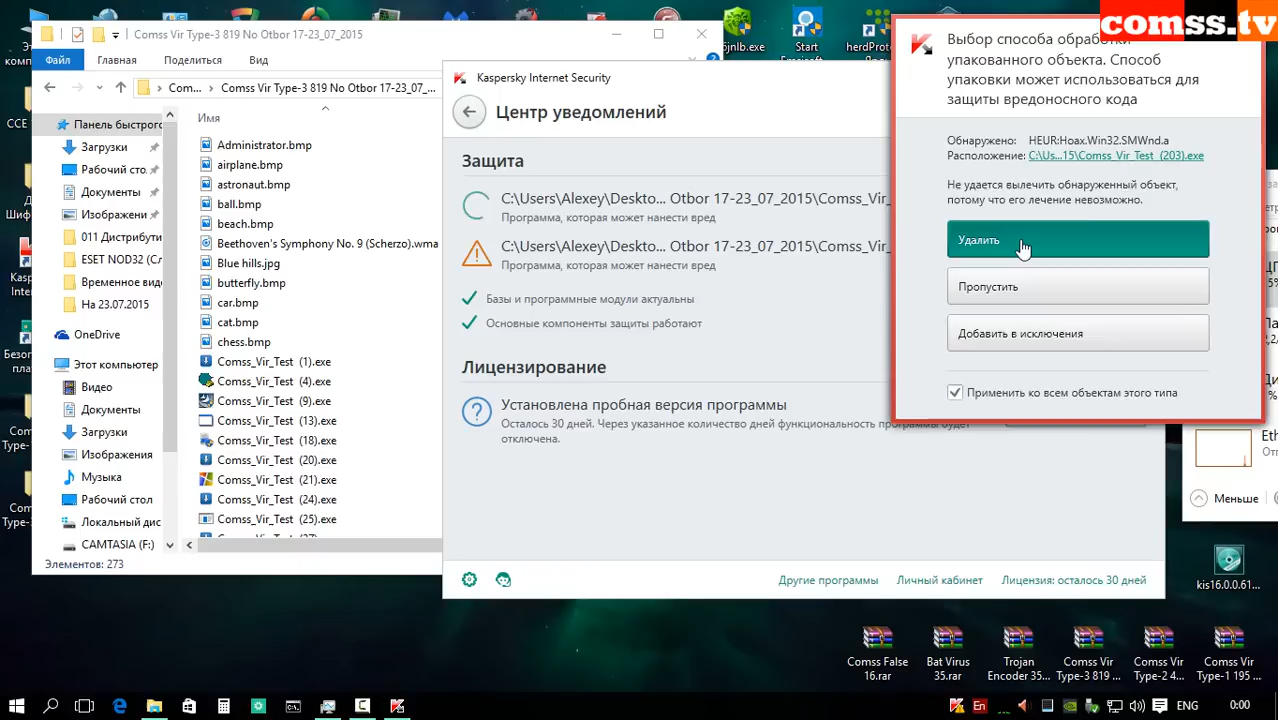 comss.tv
Comss Vir Type-3 819 No Otbor 17-23_07_2015
Файл
Главная
Поделиться
Вид
Com...
Comss Vir Type-3 819 No Otbor 17-23_07_...
Имя
Панель быстрого
Загрузки
Рабочий сто.
Документы
Изображени
011 Дистрибути
ESET NOD32 (Сл
Временное видео
На 23.07.2015
OneDrive
Этот компьютер
Видео
Документы
Загрузки
Изображения
Музыка
Рабочий стол
Локальный дис
CAMTASIA (F:)
Administrator.bmp
airplane.bmp
astronaut.bmp
ball.bmp
beach.bmp
Beethoven's Symphony No. 9 (Scherzo).wma
Blue hills.jpg
butterfly.bmp
car.bmp
cat.bmp
chess.bmp
Comss_Vir_Test (1).exe
Comss_Vir_Test (4).exe
Comss_Vir_Test (9).exe
Comss_Vir_Test (13).exe
Comss_Vir_Test (18).exe
Comss_Vir_Test (20).exe
Comss_Vir_Test (21).exe
Comss_Vir_Test (24).exe
Comss_Vir_Test (25).exe
Элементов: 273
Kaspersky Internet Security
Центр уведомлений
Защита
C:\Users\Alexey\Deskto... Otbor 17-23_07_2015\Comss_Vir_
Программа, которая может нанести вред
C:\Users\Alexey\Deskto... Otbor 17-23_07_2015\Comss_Vir_
Программа, которая может нанести вред
Базы и программные модули актуальны
Основные компоненты защиты работают
Лицензирование
Установлена пробная версия программы
Осталось 30 дней. Через указанное количество дней функциональность программы будет
отключена.
Другие программы
Личный кабинет
Лицензия: осталось 30 дней
Выбор способа обработки
упакованного объекта. Способ
упаковки может использоваться для
защиты вредоносного кода
Обнаружено: HEUR:Hoax.Win32.SMWnd.a
Расположение: C:\Us...15\Comss_Vir_Test (203).exe
Не удается вылечить обнаруженный объект,
потому что его лечение невозможно.
Удалить
Пропустить
Добавить в исключения
Применить ко всем объектам этого типа
ojnlb.exe
Start
herdProte
Eth
Меньше
kis16.0.0.61...
Comss False
16.rar
Bat Virus
35.rar
Trojan
Encoder 35...
Comss Vir
Type-3 819 ...
Comss Vir
Type-2 4...
Comss Vir
Type-1 195 ...
En
ENG
0:00